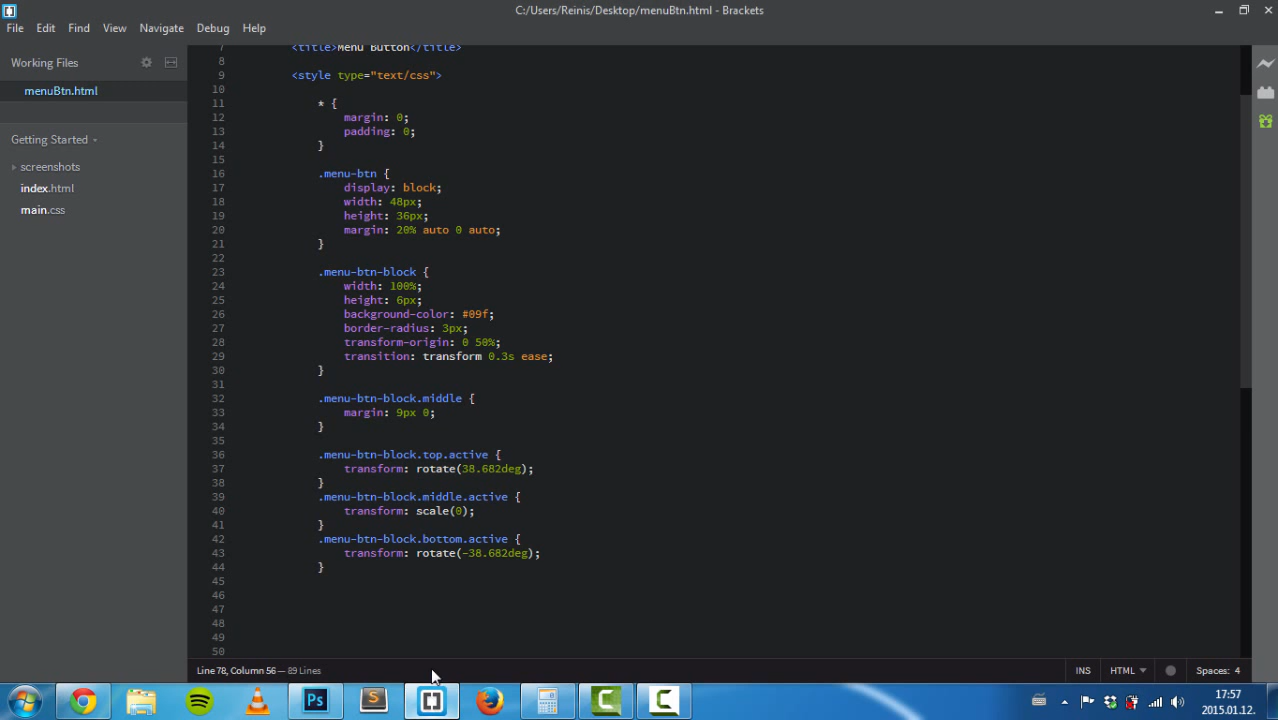 C:/Users/Reinis/Desktop/menuBtn.html - Brackets
File Edit Find View Navigate Debug Help
Working Files
menuBtn.html
Getting Started
screenshots
index.html
main.css
7 <title>Menu Button</title>
8
9 <style type="text/css">
10
11 * {
12 margin: 0;
13 padding: 0;
14 }
15
16 .menu-btn {
17 display: block;
18 width: 48px;
19 height: 36px;
20 margin: 20% auto 0 auto;
21 }
22
23 .menu-btn-block {
24 width: 100%;
25 height: 6px;
26 background-color: #09f;
27 border-radius: 3px;
28 transform-origin: 0 50%;
29 transition: transform 0.3s ease;
30 }
31
32 .menu-btn-block.middle {
33 margin: 9px 0;
34 }
35
36 .menu-btn-block.top.active {
37 transform: rotate(38.682deg);
38 }
39 .menu-btn-block.middle.active {
40 transform: scale(0);
41 }
42 .menu-btn-block.bottom.active {
43 transform: rotate(-38.682deg);
44 }
45
46
47
48
49
50
Line 78, Column 56 — 89 Lines
INS HTML Spaces: 4
Ps S
17:57
2015.01.12.